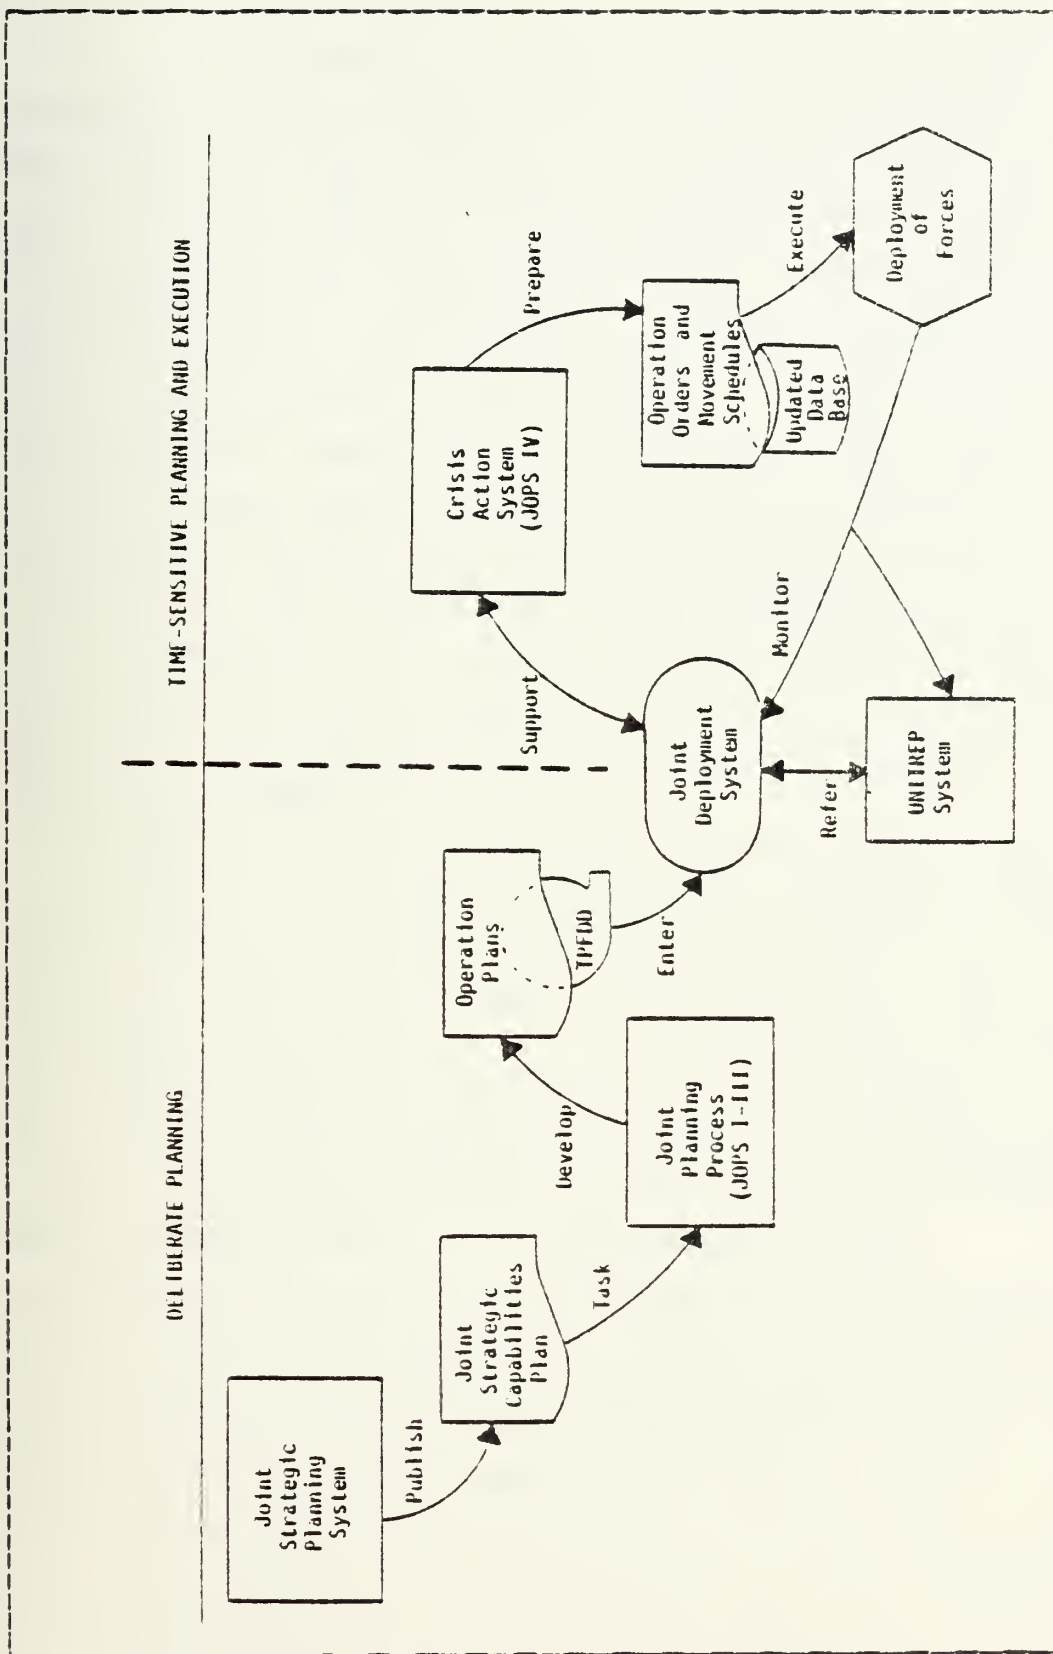 DELIBERATE PLANNING
TIME-SENSITIVE PLANNING AND EXECUTION
Joint
Strategic
Planning
System
Publish
Joint
Strategic
Capabilities
Plan
Task
Joint
Planning
Process
(JOPS I-III)
Develop
Operation
Plans
TPFDD
Enter
Joint
Deployment
System
Support
Crisis
Action
System
(JOPS IV)
Prepare
Operation
Orders and
Movement
Schedules
Updated
Data
Base
Execute
Deployment
of
Forces
Monitor
Refer
UNITREP
System